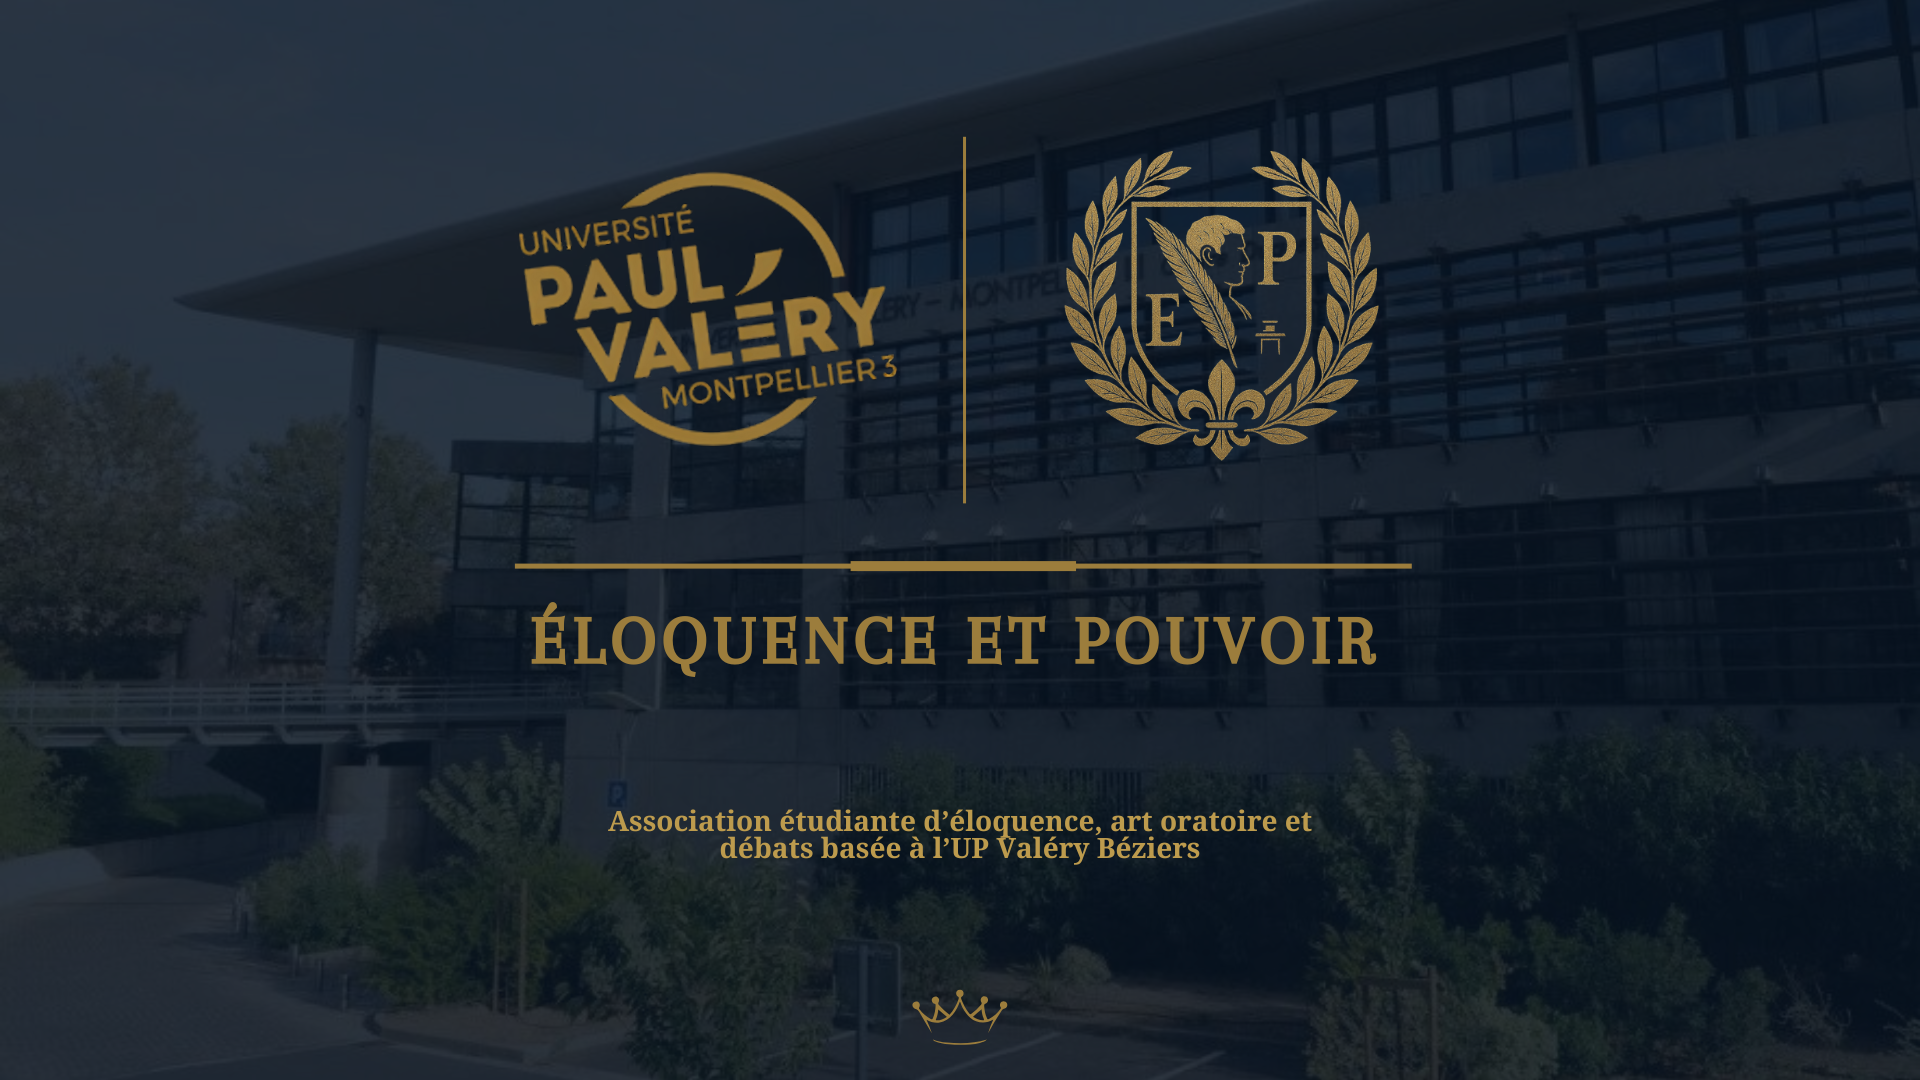 UNIVERSITÉ
PAUL
VALÉRY
MONTPELLIER 3
E P
ÉLOQUENCE ET POUVOIR
Association étudiante d’éloquence, art oratoire et
débats basée à l’UP Valéry Béziers